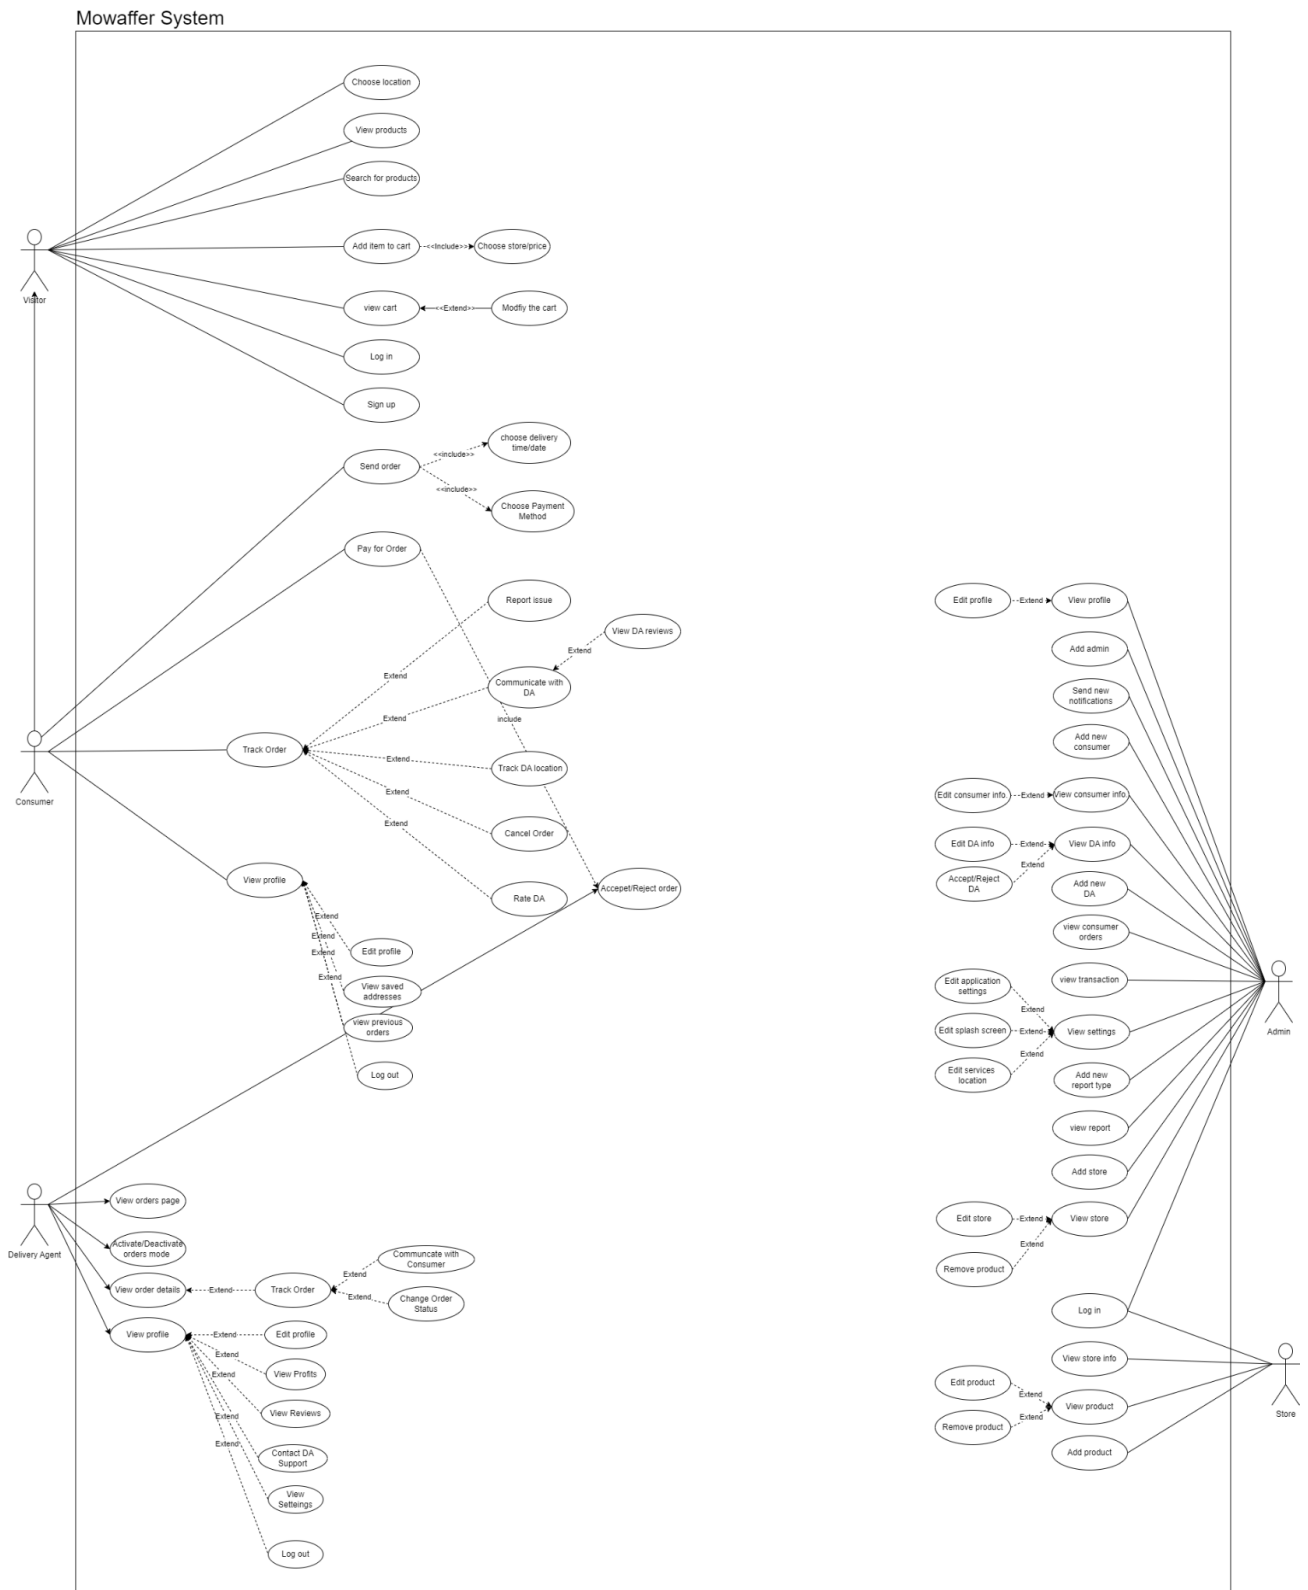 Mowaffer System
Choose location
View products
Search for products
Add item to cart
<<Include>>
Choose store/price
Visitor
view cart
<<Extend>>
Modfiy the cart
Log in
Sign up
choose delivery
time/date
<<include>>
Send order
<<include>>
Choose Payment
Method
Pay for Order
Report issue
View DA reviews
Extend
Extend
Communicate with
DA
Extend
include
Track Order
Extend
Track DA location
Extend
Extend
Cancel Order
Consumer
View profile
Rate DA
Accepet/Reject order
Extend
Extend
Extend
Extend
Edit profile
View saved
addresses
view previous
orders
Log out
Edit profile
Extend
View profile
Add admin
Send new
notifications
Add new
consumer
Edit consumer info
Extend
View consumer info
Edit DA info
Extend
View DA info
Extend
Accept/Reject
DA
Add new
DA
view consumer
orders
view transaction
Edit application
settings
Extend
Edit splash screen
Extend
View settings
Extend
Edit services
location
Admin
Add new
report type
view report
Add store
Edit store
Extend
View store
Extend
Remove product
Log in
View store info
Edit product
Extend
View product
Extend
Remove product
Store
Add product
View orders page
Delivery Agent
Activate/Deactivate
orders mode
View order details
Extend
Track Order
Extend
Communcate with
Consumer
Extend
Change Order
Status
View profile
Extend
Edit profile
Extend
View Profits
Extend
View Reviews
Extend
Extend
Contact DA
Support
View
Setteings
Log out